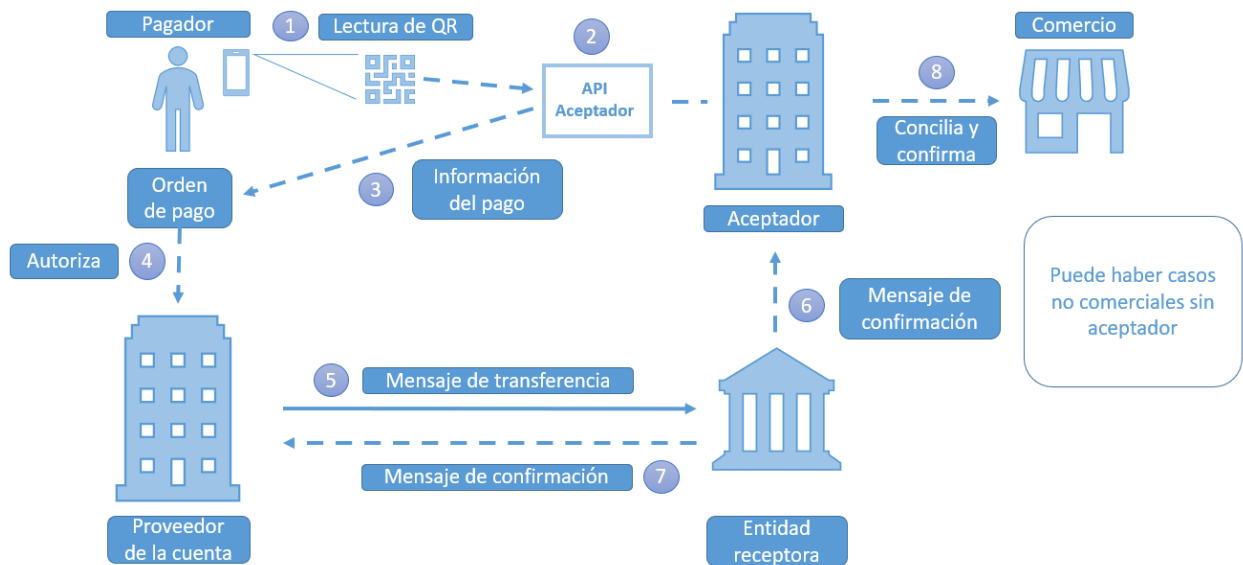 Pagador
1
Lectura de QR
2
API
Aceptador
Comercio
8
Concilia y
confirma
3
Información
del pago
Orden
de pago
Aceptador
Autoriza
4
6
Mensaje de
confirmación
Puede haber casos
no comerciales sin
aceptador
5
Mensaje de transferencia
Mensaje de confirmación
7
Proveedor
de la cuenta
Entidad
receptora